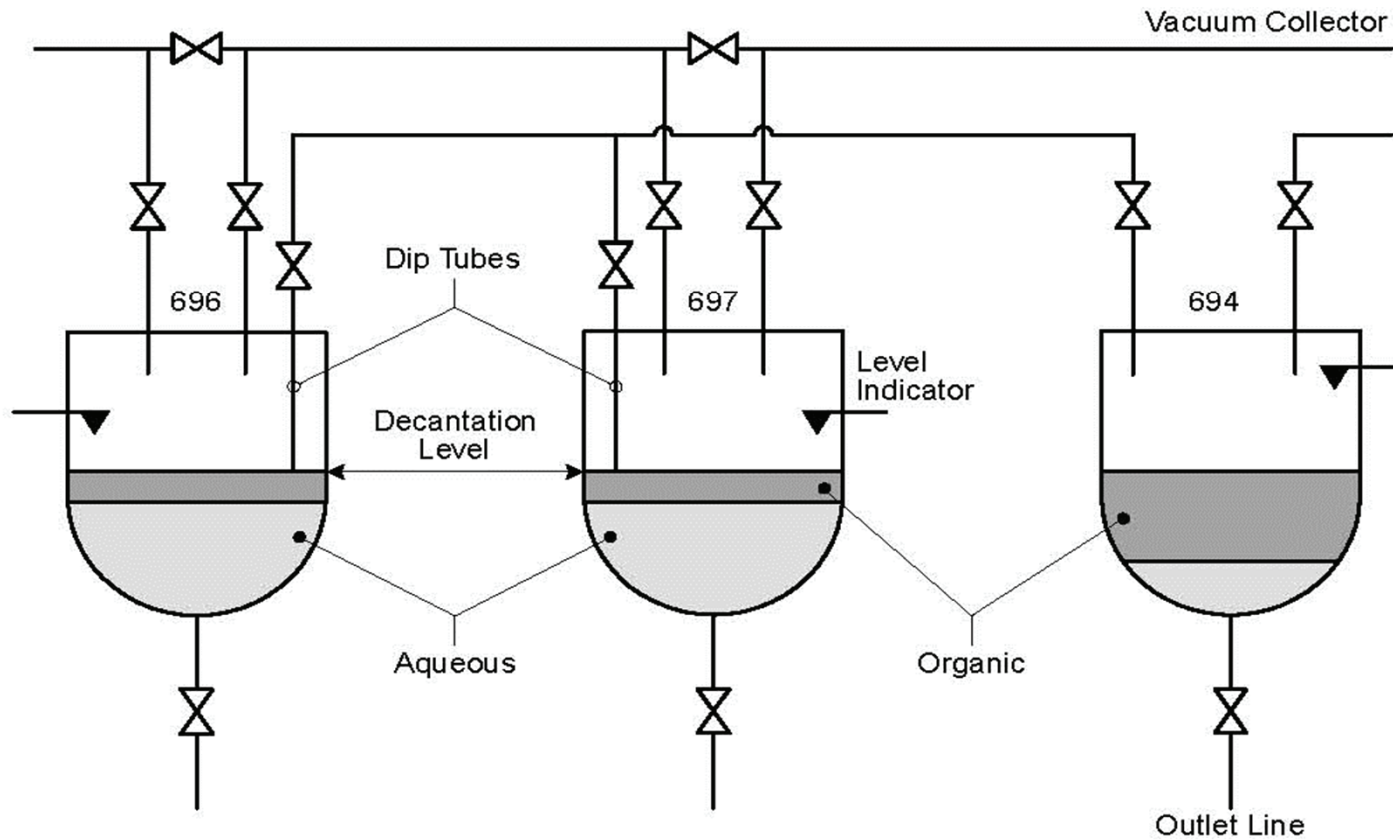 Vacuum Collector
Dip Tubes
696
697
694
Level
Indicator
Decantation
Level
Aqueous
Organic
Outlet Line